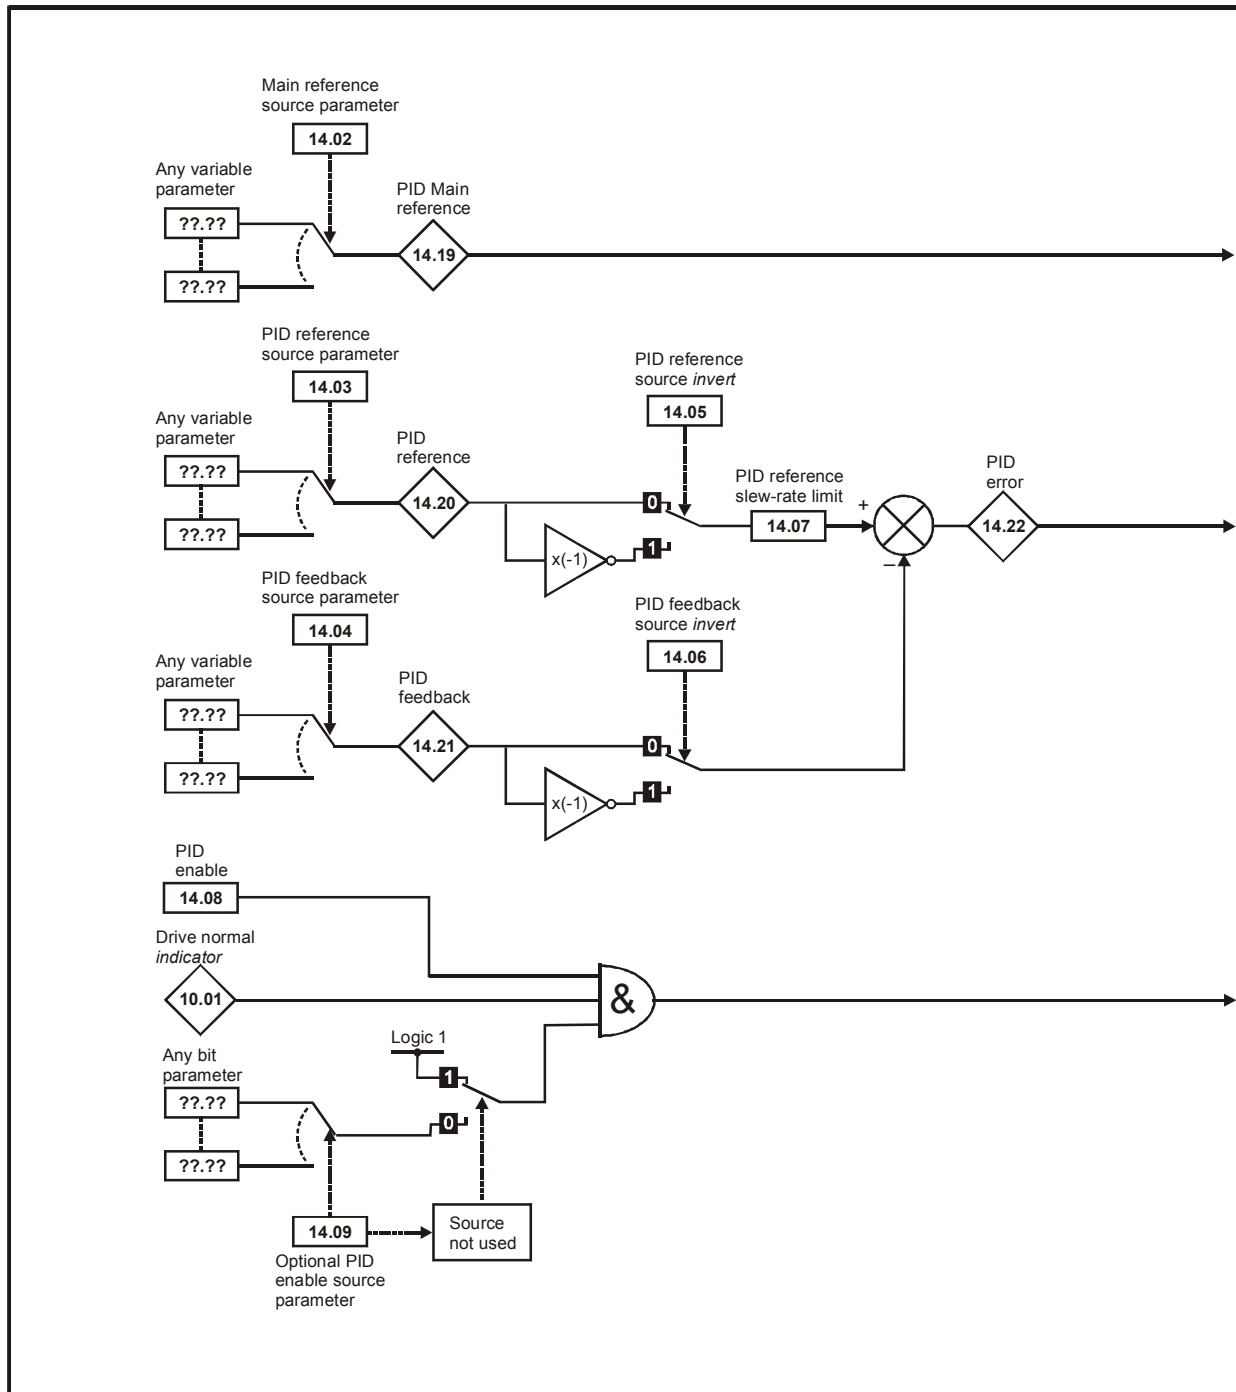 Main reference
source parameter
14.02
Any variable
parameter
??.??
??.??
PID Main
reference
14.19
PID reference
source parameter
14.03
Any variable
parameter
??.??
??.??
PID
reference
14.20
x(-1)
PID reference
source invert
14.05
0
1
PID reference
slew-rate limit
14.07
+
–
PID
error
14.22
PID feedback
source parameter
14.04
Any variable
parameter
??.??
??.??
PID
feedback
14.21
x(-1)
PID feedback
source invert
14.06
0
1
PID
enable
14.08
Drive normal
indicator
10.01
&
Logic 1
1
0
Any bit
parameter
??.??
??.??
14.09
Optional PID
enable source
parameter
Source
not used